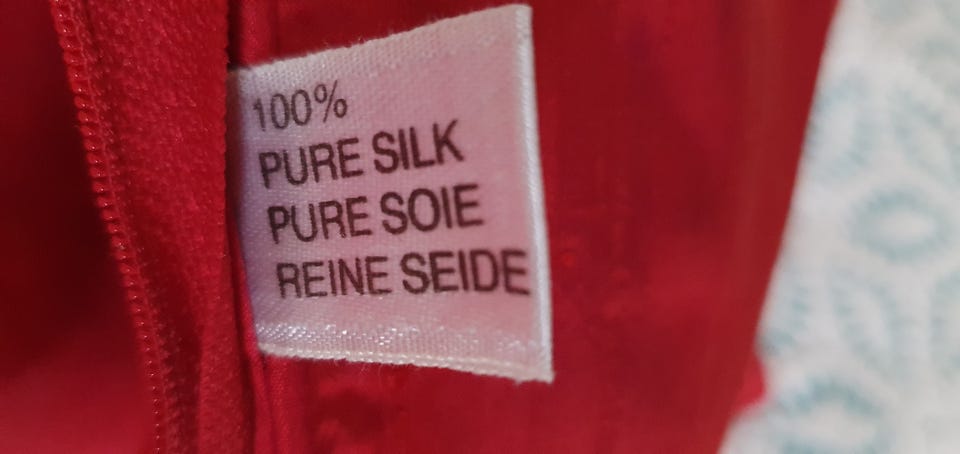 100%
PURE SILK
PURE SOIE
REINE SEIDE